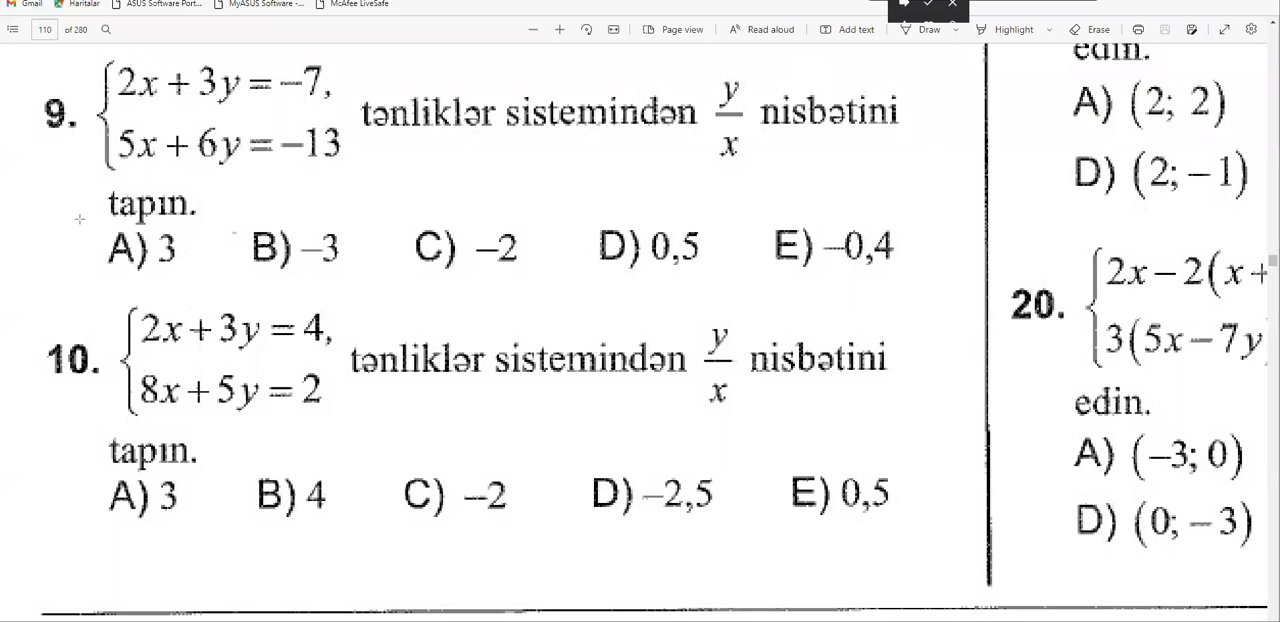 Gmail Haritalar ASUS Software Port... MyASUS Software -... McAfee LiveSafe
110 of 280 Page view Read aloud Add text Draw Highlight Erase
9. {2x + 3y = −7,
5x + 6y = −13
tənliklər sistemindən y/x nisbətini
tapın.
A) 3 B) −3 C) −2 D) 0,5 E) −0,4
10. {2x + 3y = 4,
8x + 5y = 2
tənliklər sistemindən y/x nisbətini
tapın.
A) 3 B) 4 C) −2 D) −2,5 E) 0,5
edin.
A) (2; 2)
D) (2; −1)
20. {2x − 2(x+
3(5x − 7y
edin.
A) (−3; 0)
D) (0; −3)